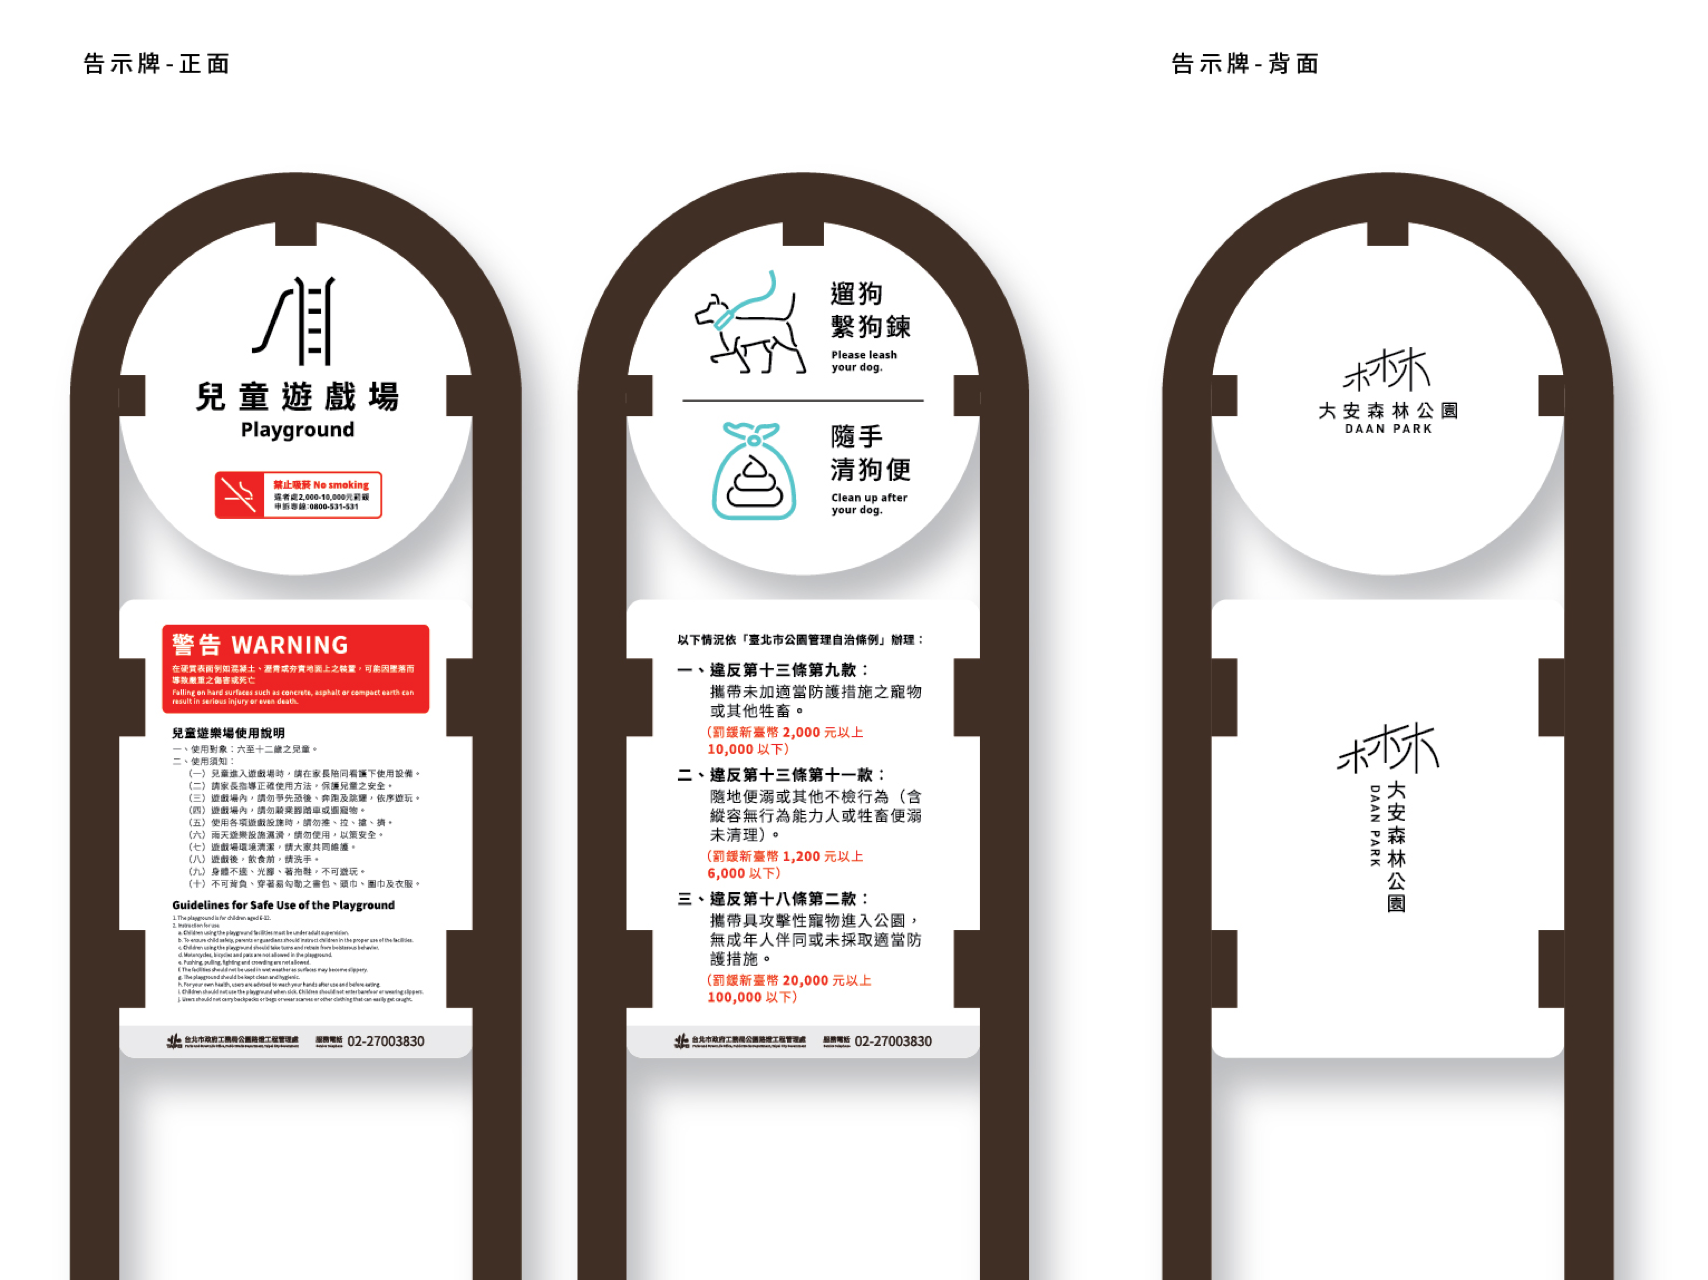 告示牌-正面
告示牌-背面
兒童遊戲場
Playground
禁止吸菸 No smoking
違者處2,000-10,000元罰鍰
申訴專線:0800-531-531
警告 WARNING
在硬質表面例如混凝土、瀝青或夯實地面上之裝置，可能因墜落而
導致嚴重之傷害或死亡
Falling on hard surfaces such as concrete, asphalt or compact earth can
result in serious injury or even death.
兒童遊樂場使用說明
一、使用對象：六至十二歲之兒童。
二、使用須知：
（一）兒童進入遊戲場時，請在家長陪同看護下使用設備。
（二）請家長指導正確使用方法，保護兒童之安全。
（三）遊戲場內，請勿爭先恐後、奔跑及跳躍，依序遊玩。
（四）遊戲場內，請勿騎乘腳踏車或遛寵物。
（五）使用各項遊戲設施時，請勿推、拉、搶、擠。
（六）雨天遊樂設施濕滑，請勿使用，以策安全。
（七）遊戲場環境清潔，請大家共同維護。
（八）遊戲後，飲食前，請洗手。
（九）身體不適、光腳、著拖鞋，不可遊玩。
（十）不可背負、穿著易勾動之書包、頭巾、圍巾及衣服。
Guidelines for Safe Use of the Playground
1. The playground is for children aged 6-12.
2. Instruction for use:
a. Children using the playground facilities must be under adult supervision.
b. To ensure child safety, parents or guardians should instruct children in the proper use of the facilities.
c. Children using the playground should take turns and refrain from boisterous behavior.
d. Motorcycles, bicycles and pets are not allowed in the playground.
e. Pushing, pulling, fighting and crowding are not allowed.
f. The facilities should not be used in wet weather as surfaces may become slippery.
g. The playground should be kept clean and hygienic.
h. For your own health, users are advised to wash your hands after use and before eating.
i. Children should not use the playground when sick. Children should not enter barefoot or wearing slippers.
j. Users should not carry backpacks or bags or wear scarves or other clothing that can easily get caught.
台北市政府工務局公園路燈工程管理處 服務電話 02-27003830
遛狗
繫狗鍊
Please leash
your dog.
隨手
清狗便
Clean up after
your dog.
以下情況依「臺北市公園管理自治條例」辦理：
一、違反第十三條第九款：
攜帶未加適當防護措施之寵物
或其他牲畜。
（罰鍰新臺幣 2,000 元以上
10,000 以下）
二、違反第十三條第十一款：
隨地便溺或其他不檢行為（含
縱容無行為能力人或牲畜便溺
未清理）。
（罰鍰新臺幣 1,200 元以上
6,000 以下）
三、違反第十八條第二款：
攜帶具攻擊性寵物進入公園，
無成年人伴同或未採取適當防
護措施。
（罰鍰新臺幣 20,000 元以上
100,000 以下）
台北市政府工務局公園路燈工程管理處 服務電話 02-27003830
大安森林公園
DAAN PARK
大安森林公園
DAAN PARK